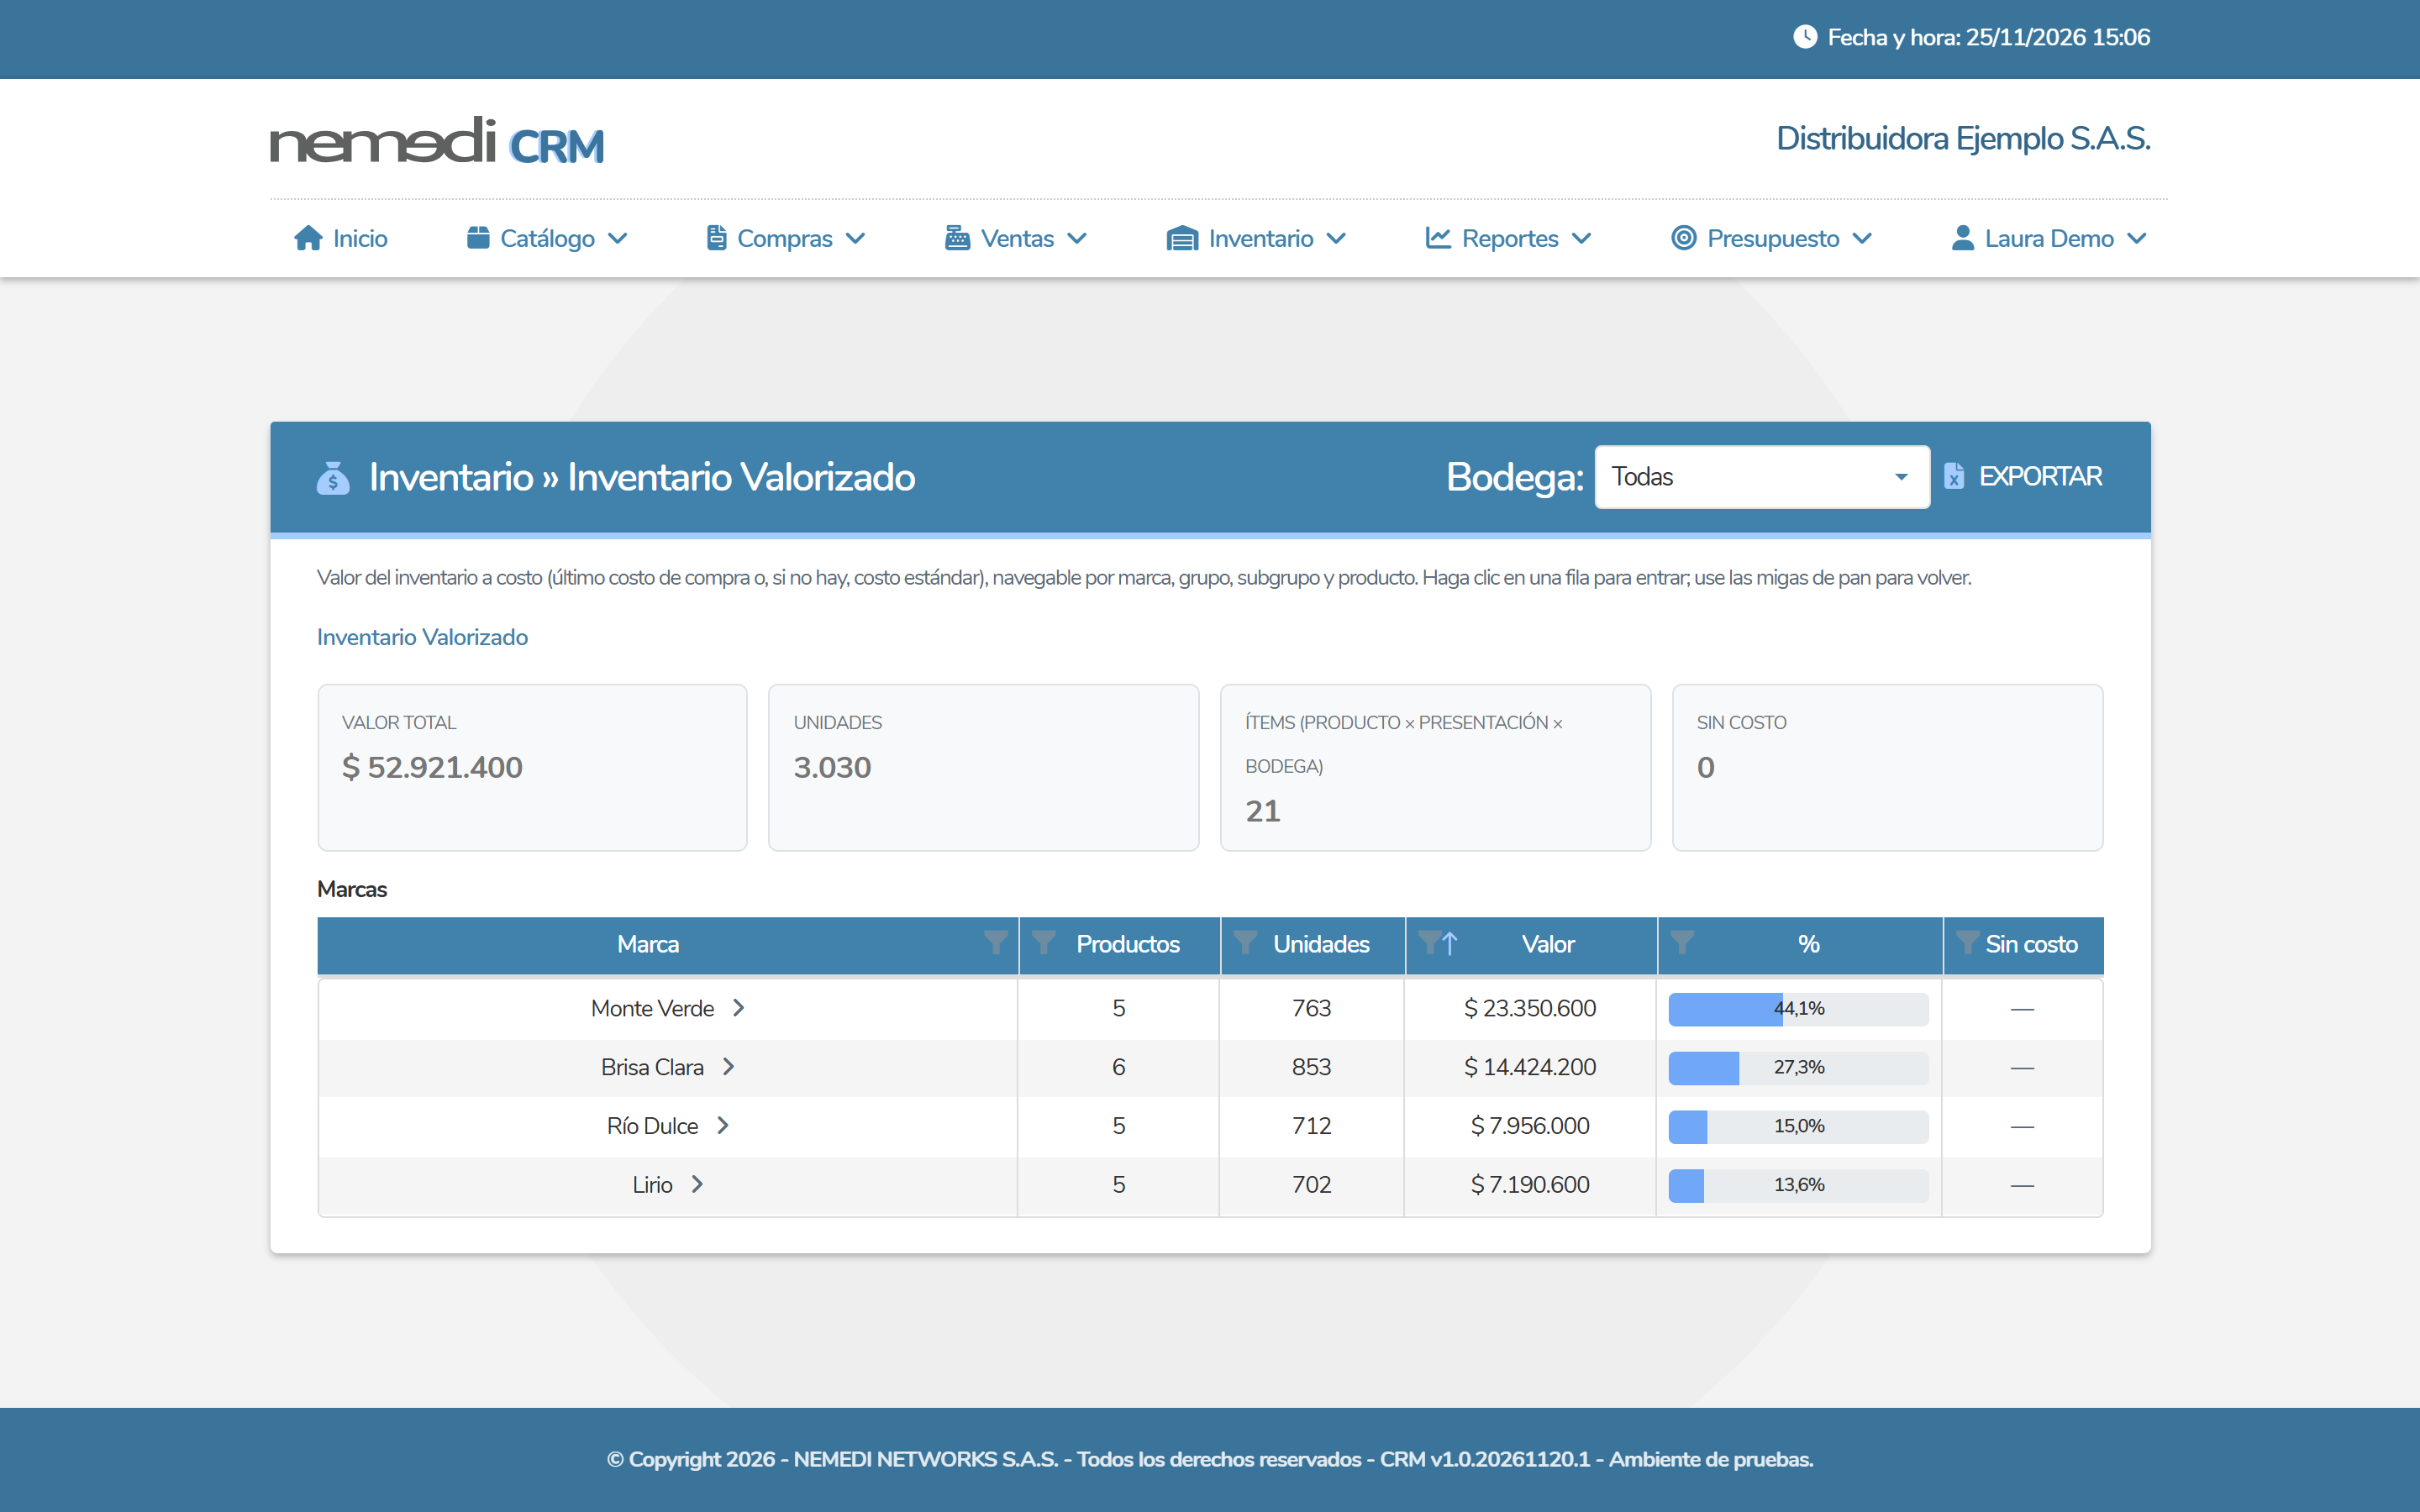 Fecha y hora: 25/11/2026 15:06
nemedi CRM
Distribuidora Ejemplo S.A.S.
Inicio
Catálogo
Compras
Ventas
Inventario
Reportes
Presupuesto
Laura Demo
Inventario » Inventario Valorizado
Bodega:
Todas
EXPORTAR
Valor del inventario a costo (último costo de compra o, si no hay, costo estándar), navegable por marca, grupo, subgrupo y producto. Haga clic en una fila para entrar; use las migas de pan para volver.
Inventario Valorizado
VALOR TOTAL
$ 52.921.400
UNIDADES
3.030
ÍTEMS (PRODUCTO × PRESENTACIÓN ×
BODEGA)
21
SIN COSTO
0
Marcas
Marca Productos Unidades Valor % Sin costo
Monte Verde 5 763 $ 23.350.600 44,1% —
Brisa Clara 6 853 $ 14.424.200 27,3% —
Río Dulce 5 712 $ 7.956.000 15,0% —
Lirio 5 702 $ 7.190.600 13,6% —
© Copyright 2026 - NEMEDI NETWORKS S.A.S. - Todos los derechos reservados - CRM v1.0.20261120.1 - Ambiente de pruebas.